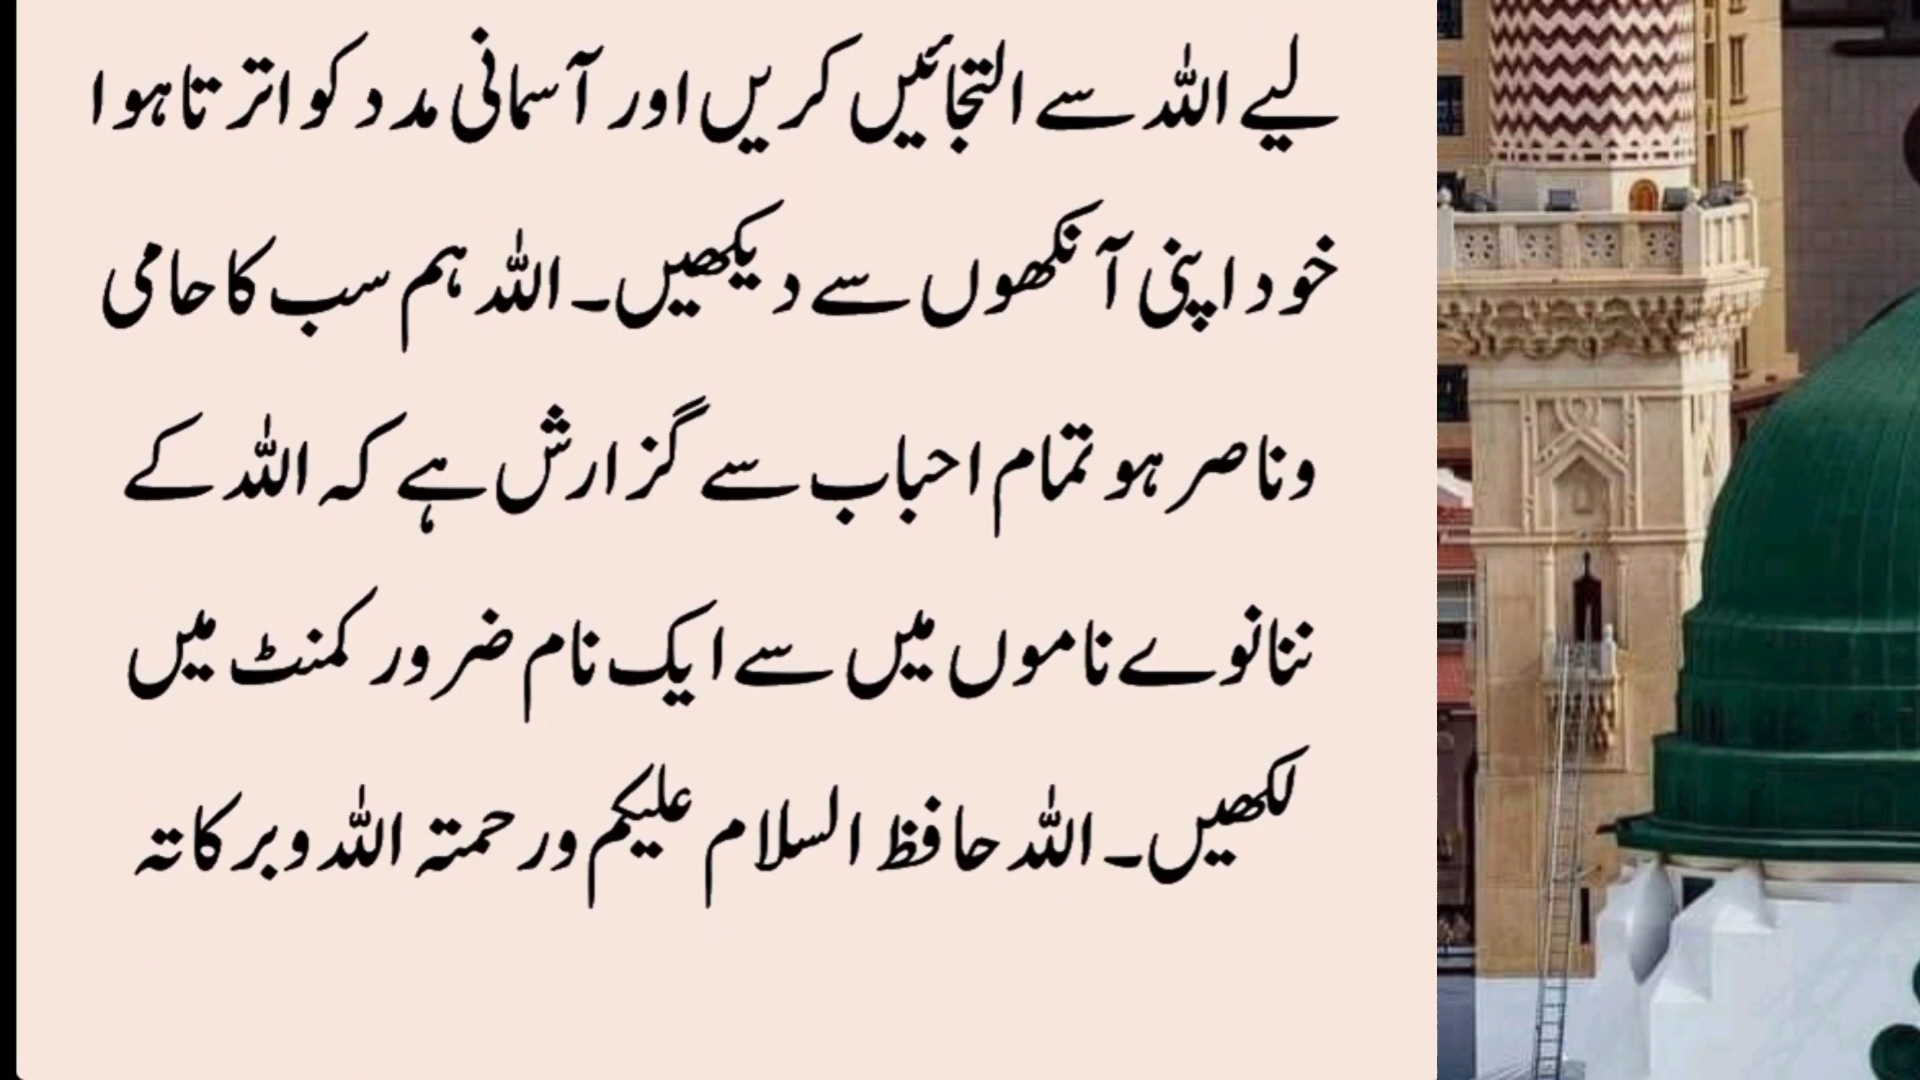 لیے اللہ سے التجائیں کریں اور آسمانی مدد کو اترتا ہوا
خود اپنی آنکھوں سے دیکھیں۔ اللہ ہم سب کا حامی
وناصر ہو تمام احباب سے گزارش ہے کہ اللہ کے
ننانوے ناموں میں سے ایک نام ضرور کمنٹ میں
لکھیں۔ اللہ حافظ السلام علیکم ورحمتہ اللہ وبرکاتہ